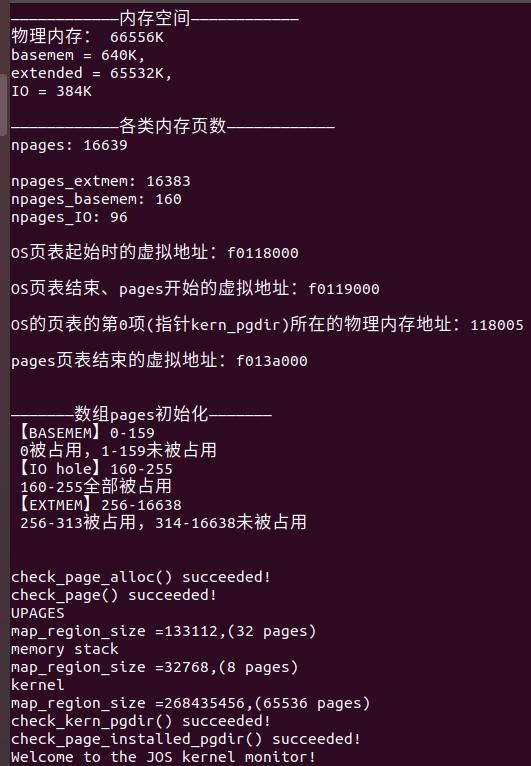 ————————————内存空间————————————
物理内存： 66556K
basemem = 640K,
extended = 65532K,
IO = 384K
————————————各类内存页数————————————
npages: 16639
npages_extmem: 16383
npages_basemem: 160
npages_IO: 96
OS页表起始时的虚拟地址：f0118000
OS页表结束、pages开始的虚拟地址：f0119000
OS的页表的第0项(指针kern_pgdir)所在的物理内存地址：118005
pages页表结束的虚拟地址：f013a000
———————数组pages初始化———————
【BASEMEM】0-159
0被占用，1-159未被占用
【IO hole】160-255
160-255全部被占用
【EXTMEM】256-16638
256-313被占用，314-16638未被占用
check_page_alloc() succeeded!
check_page() succeeded!
UPAGES
map_region_size =133112,(32 pages)
memory stack
map_region_size =32768,(8 pages)
kernel
map_region_size =268435456,(65536 pages)
check_kern_pgdir() succeeded!
check_page_installed_pgdir() succeeded!
Welcome to the JOS kernel monitor!